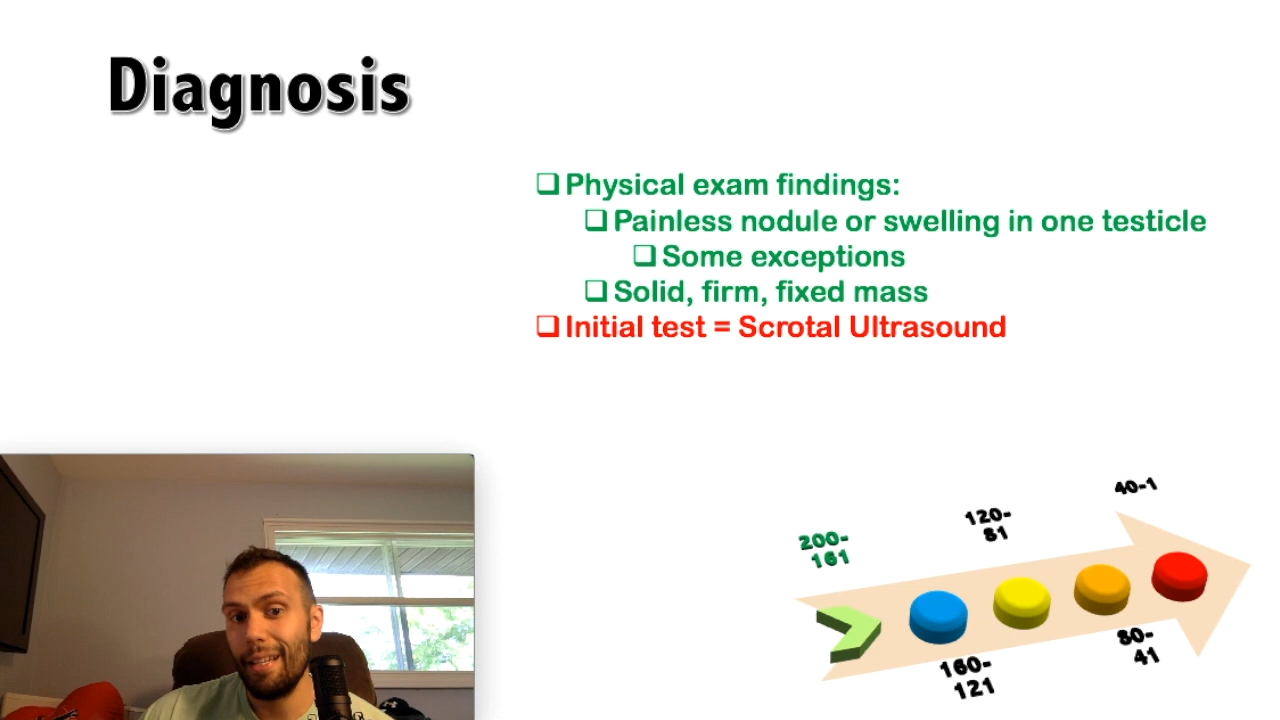 Diagnosis
❑ Physical exam findings:
❑ Painless nodule or swelling in one testicle
❑ Some exceptions
❑ Solid, firm, fixed mass
❑ Initial test = Scrotal Ultrasound
200-
161
160-
121
120-
81
80-
41
40-1